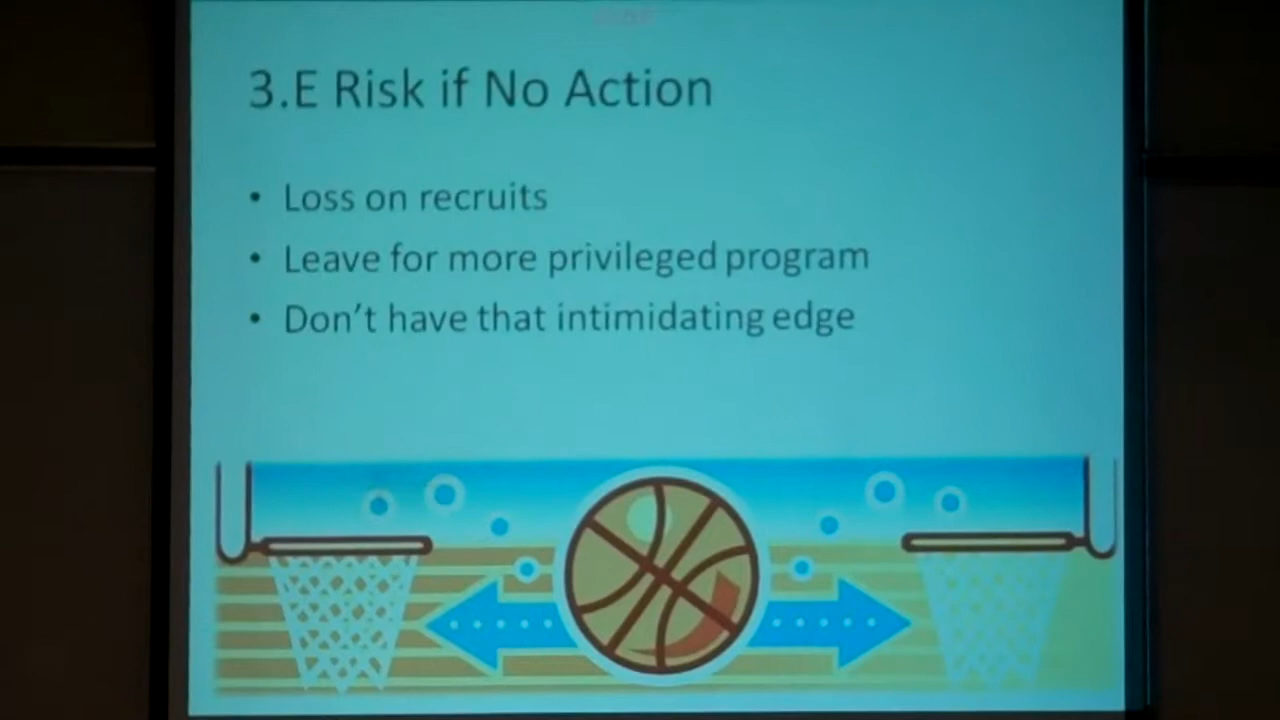 3.E Risk if No Action
• Loss on recruits
• Leave for more privileged program
• Don't have that intimidating edge